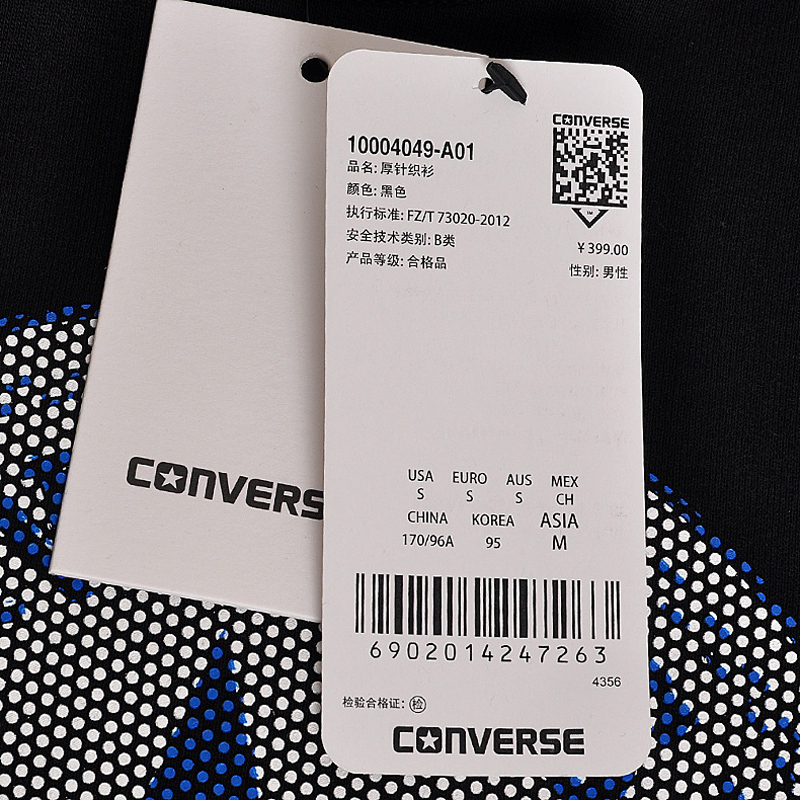 CONVERSE
10004049-A01
品名: 厚针织衫
颜色: 黑色
执行标准: FZ/T 73020-2012
安全技术类别: B类
产品等级: 合格品
¥399.00
性别: 男性
CONVERS
USA EURO AUS MEX
S S S CH
CHINA KOREA ASIA
170/96A 95 M
6902014247263
4356
检验合格证: 检
CONVERSE